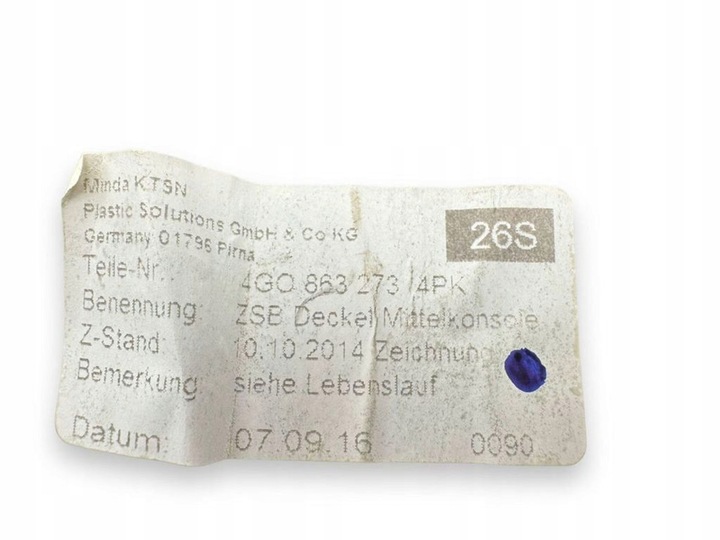 Minda KTSN
Plastic Solutions GmbH & Co KG
Germany 01796 Pirna
26S
Teile-Nr.: 4G0 863 273 /4PK
Benennung: ZSB Deckel Mittelkonsole
Z-Stand: 10.10.2014 Zeichnung
Bemerkung: siehe Lebenslauf
Datum: 07.09.16 0090